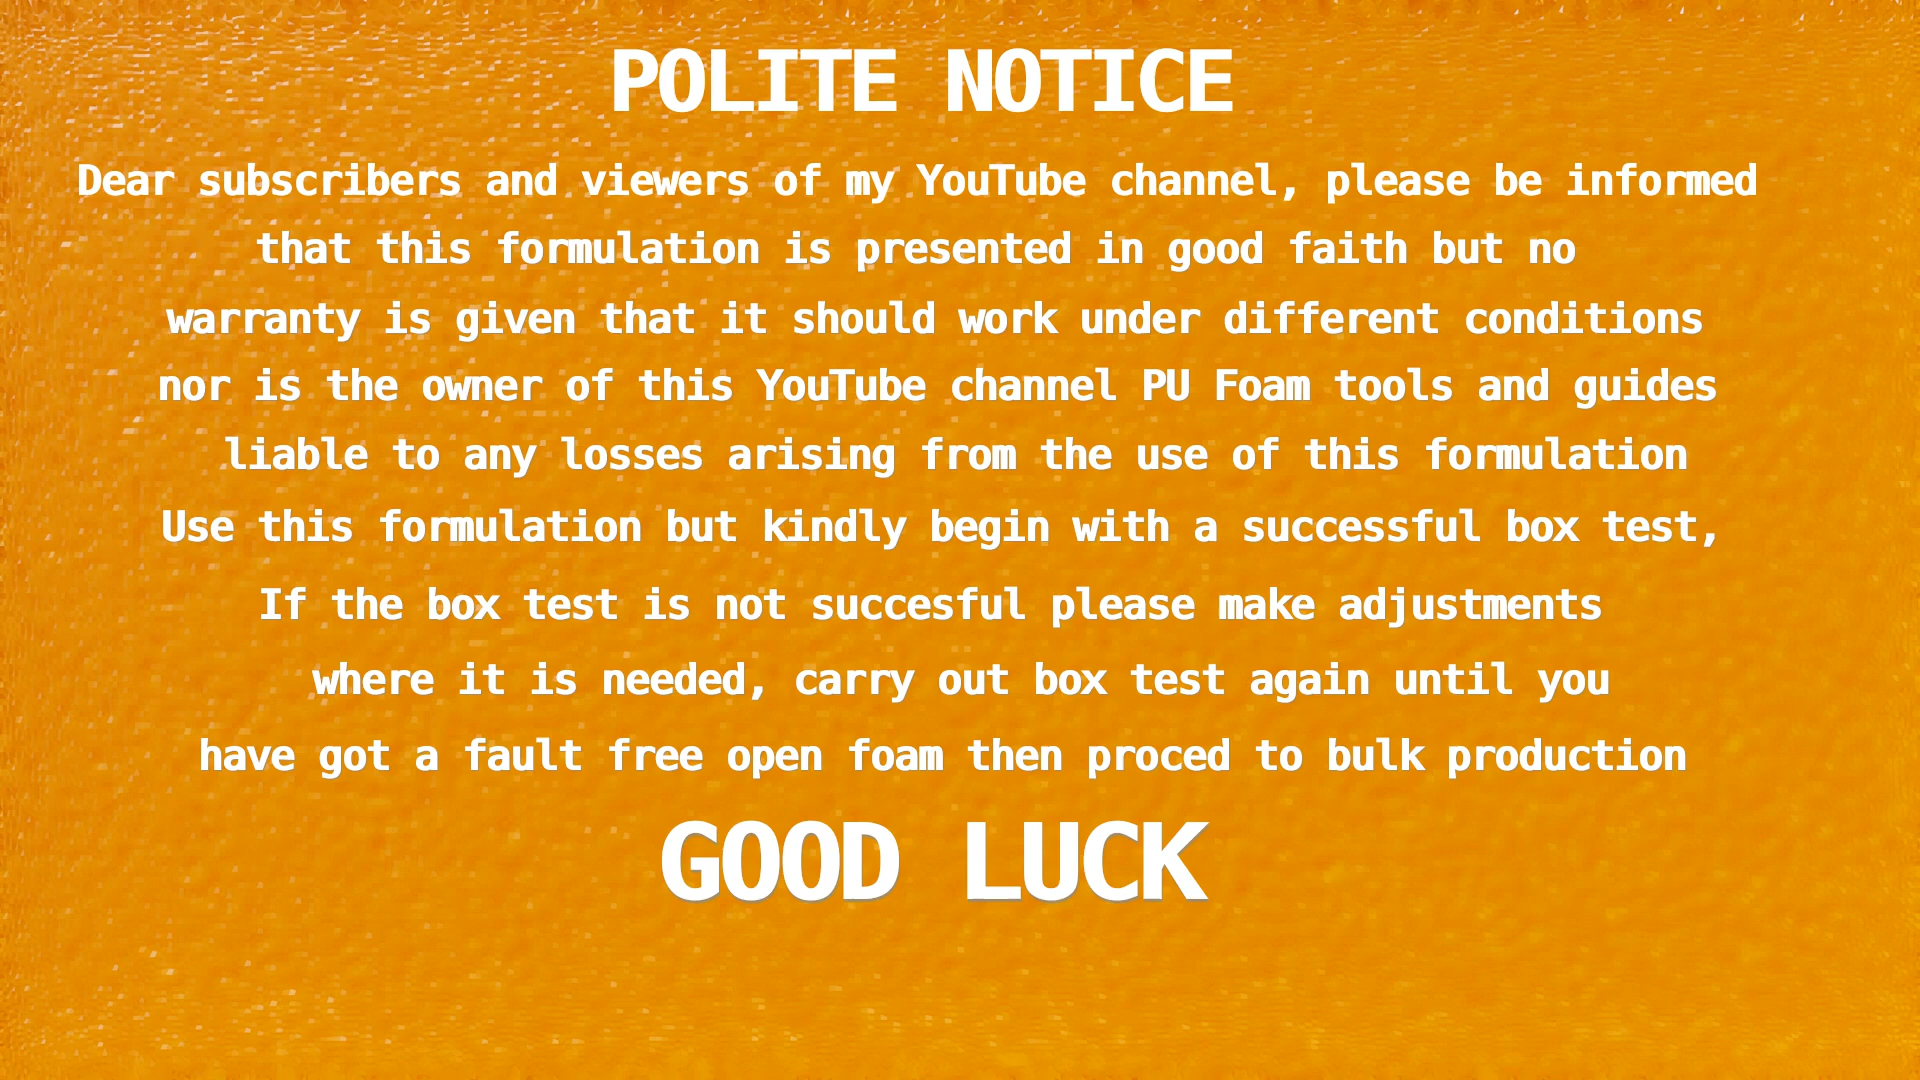 POLITE NOTICE
Dear subscribers and viewers of my YouTube channel, please be informed
that this formulation is presented in good faith but no
warranty is given that it should work under different conditions
nor is the owner of this YouTube channel PU Foam tools and guides
liable to any losses arising from the use of this formulation
Use this formulation but kindly begin with a successful box test,
If the box test is not succesful please make adjustments
where it is needed, carry out box test again until you
have got a fault free open foam then proced to bulk production
GOOD LUCK